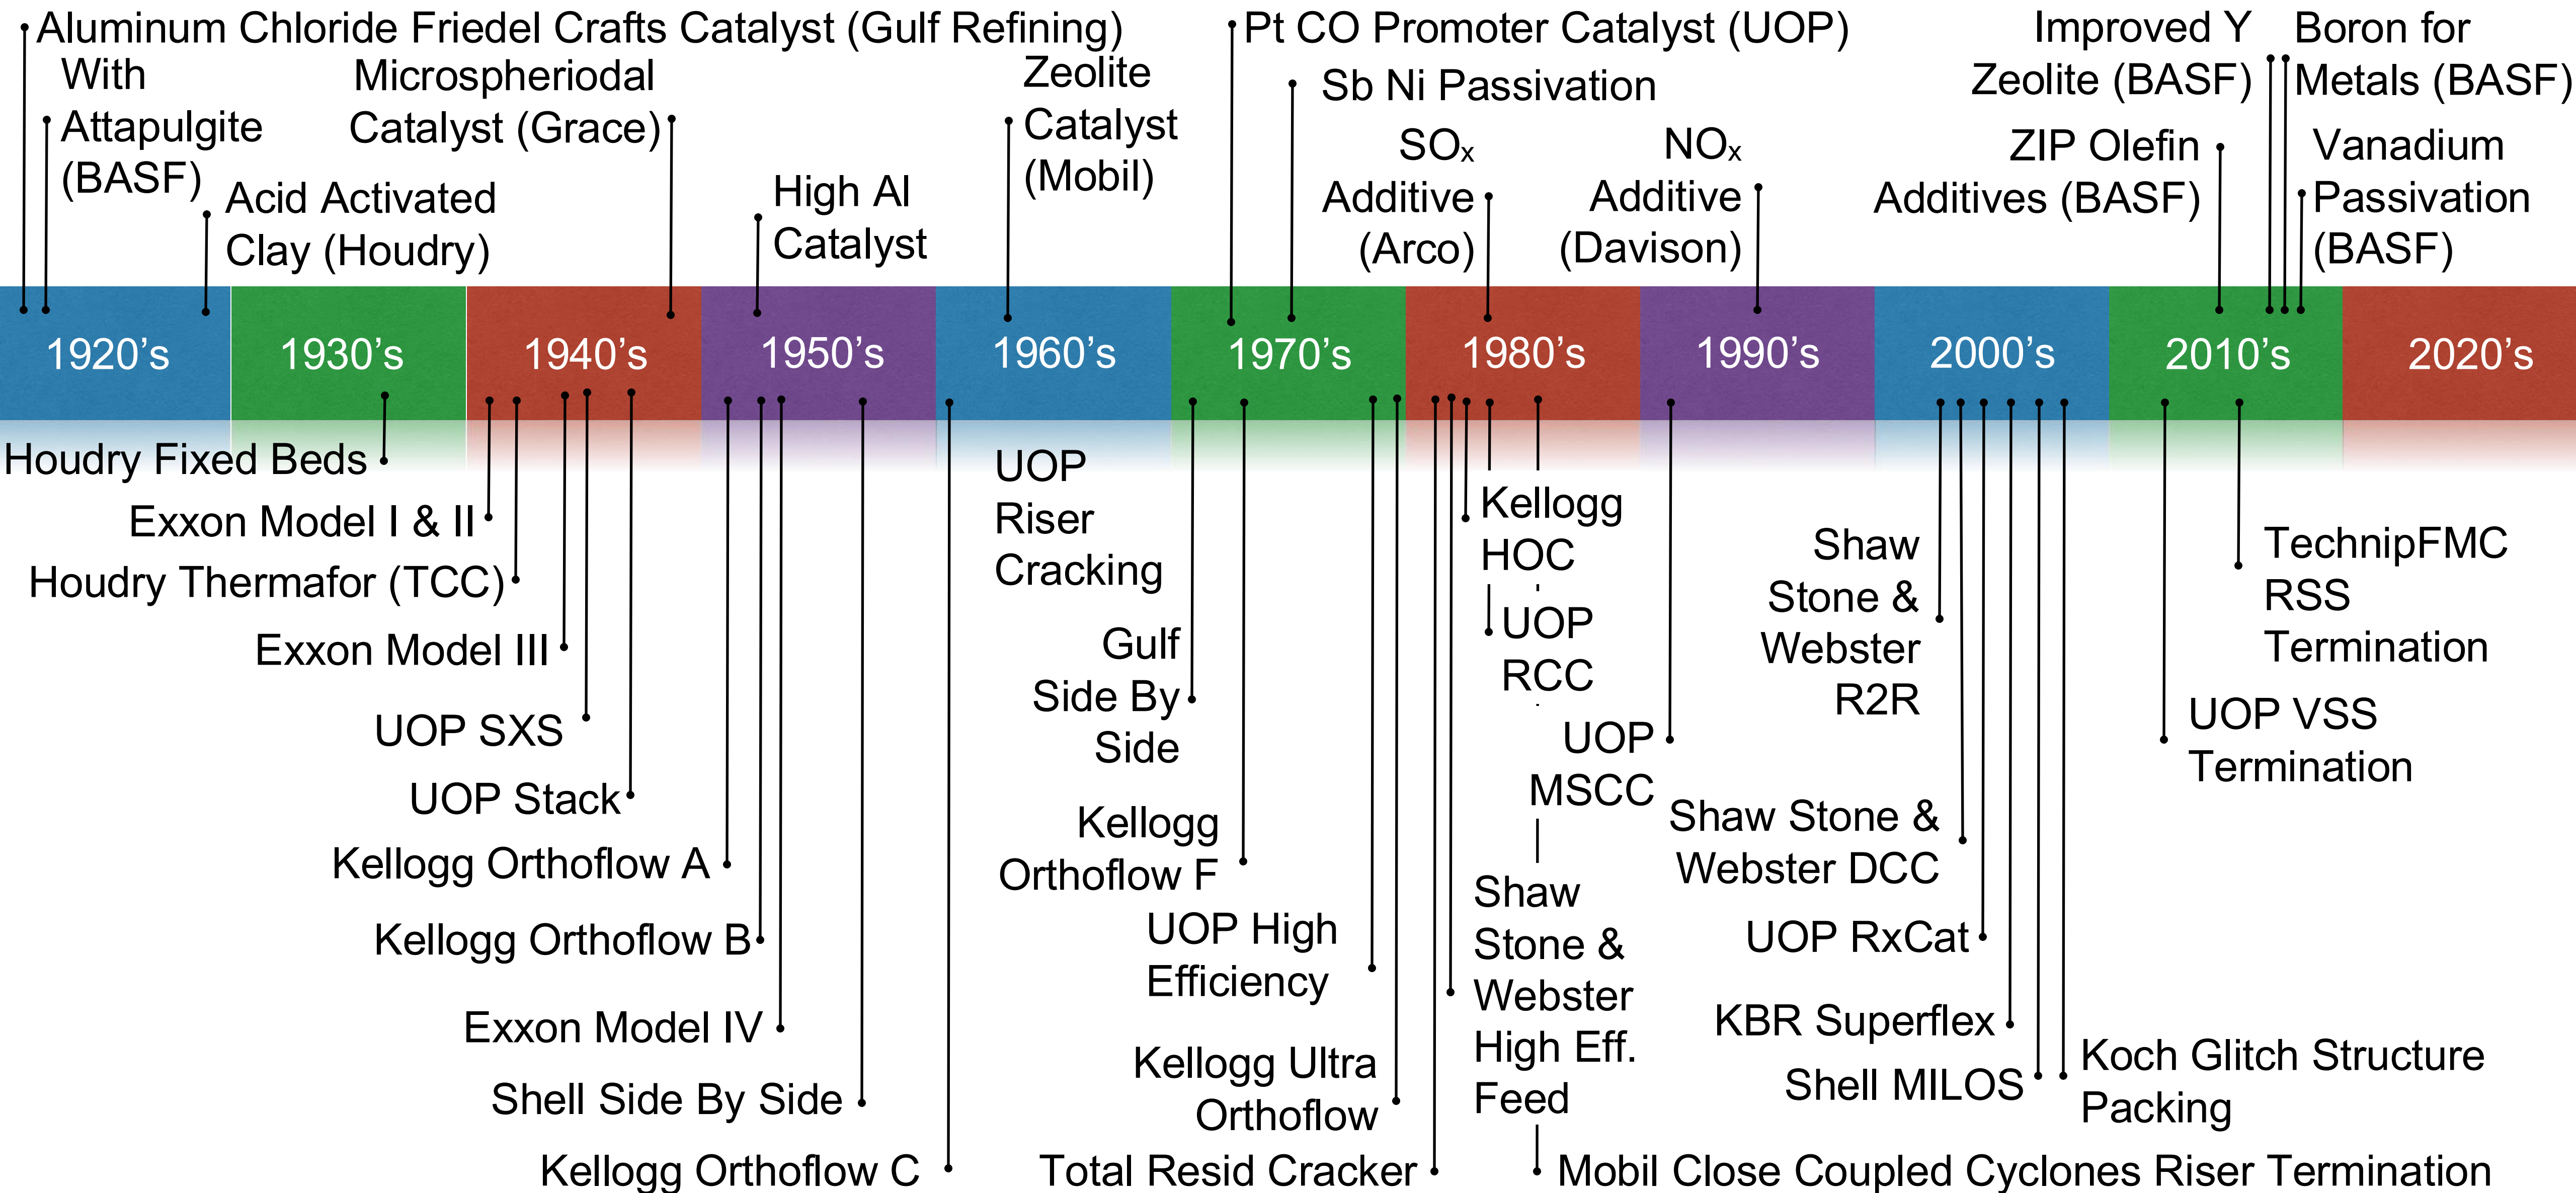 Aluminum Chloride Friedel Crafts Catalyst (Gulf Refining)
With
Attapulgite
(BASF)
Acid Activated
Clay (Houdry)
Microspheriodal
Catalyst (Grace)
High Al
Catalyst
Zeolite
Catalyst
(Mobil)
Pt CO Promoter Catalyst (UOP)
Sb Ni Passivation
SOₓ
Additive
(Arco)
NOₓ
Additive
(Davison)
ZIP Olefin
Additives (BASF)
Improved Y
Zeolite (BASF)
Boron for
Metals (BASF)
Vanadium
Passivation
(BASF)
1920’s
1930’s
1940’s
1950’s
1960’s
1970’s
1980’s
1990’s
2000’s
2010’s
2020’s
Houdry Fixed Beds
Exxon Model I & II
Houdry Thermafor (TCC)
Exxon Model III
UOP SXS
UOP Stack
Kellogg Orthoflow A
Kellogg Orthoflow B
Exxon Model IV
Shell Side By Side
Kellogg Orthoflow C
UOP
Riser
Cracking
Gulf
Side By
Side
Kellogg
Orthoflow F
UOP High
Efficiency
Kellogg Ultra
Orthoflow
Total Resid Cracker
Kellogg
HOC
UOP
RCC
UOP
MSCC
Shaw
Stone &
Webster
High Eff.
Feed
Mobil Close Coupled Cyclones Riser Termination
Shaw
Stone &
Webster
R2R
Shaw Stone &
Webster DCC
UOP RxCat
KBR Superflex
Shell MILOS
Koch Glitch Structure
Packing
UOP VSS
Termination
TechnipFMC
RSS
Termination